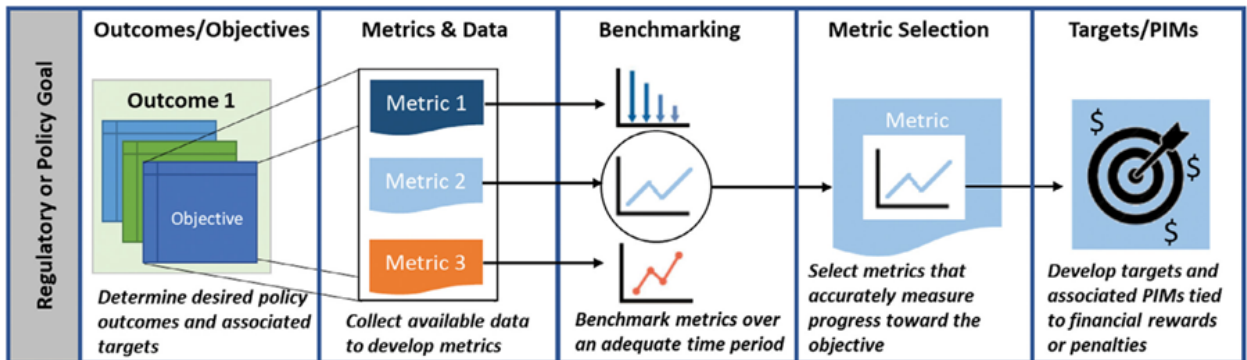 Regulatory or Policy Goal
Outcomes/Objectives
Outcome 1
Objective
Determine desired policy
outcomes and associated
targets
Metrics & Data
Metric 1
Metric 2
Metric 3
Collect available data
to develop metrics
Benchmarking
Benchmark metrics over
an adequate time period
Metric Selection
Metric
Select metrics that
accurately measure
progress toward the
objective
Targets/PIMs
$
$
$
Develop targets and
associated PIMs tied
to financial rewards
or penalties